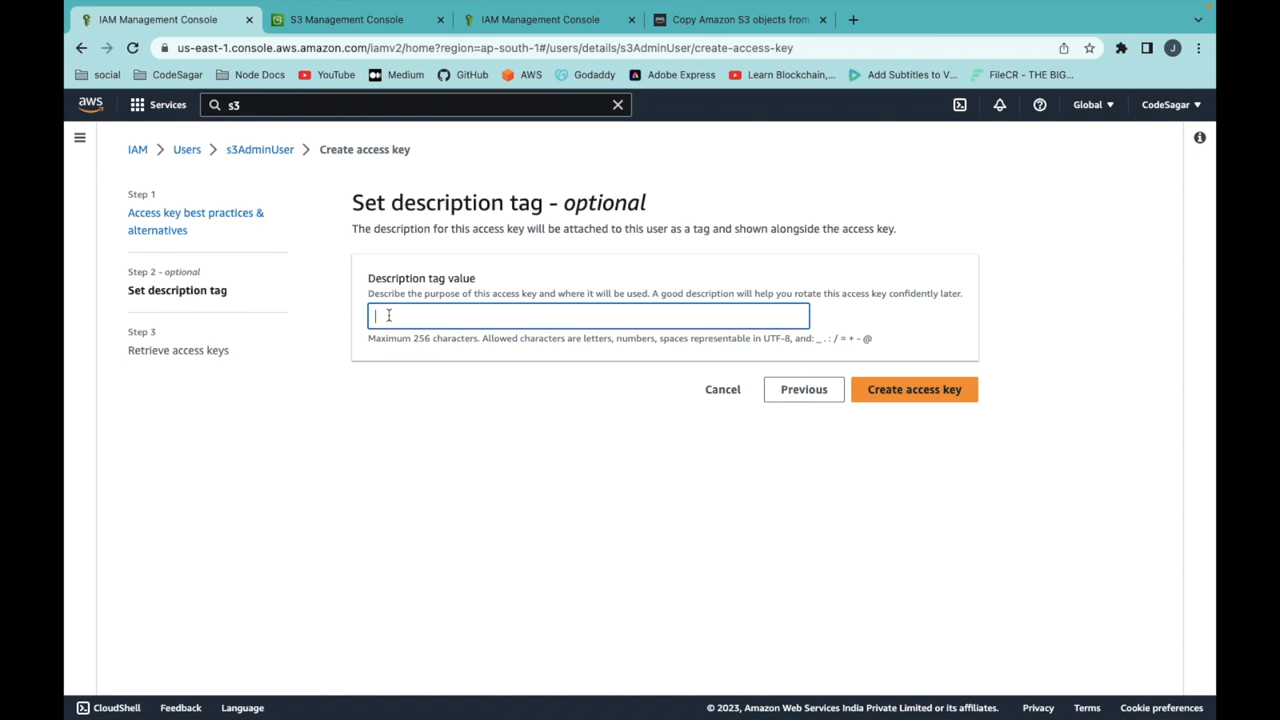 IAM Management Console
S3 Management Console
IAM Management Console
Copy Amazon S3 objects from
us-east-1.console.aws.amazon.com/iamv2/home?region=ap-south-1#/users/details/s3AdminUser/create-access-key
J
social
CodeSagar
Node Docs
YouTube
Medium
GitHub
AWS
Godaddy
Adobe Express
Learn Blockchain,...
Add Subtitles to V...
FileCR - THE BIG...
aws
Services
s3
Global
CodeSagar
IAM > Users > s3AdminUser > Create access key
Step 1
Access key best practices &
alternatives
Step 2 - optional
Set description tag
Step 3
Retrieve access keys
Set description tag - optional
The description for this access key will be attached to this user as a tag and shown alongside the access key.
Description tag value
Describe the purpose of this access key and where it will be used. A good description will help you rotate this access key confidently later.
Maximum 256 characters. Allowed characters are letters, numbers, spaces representable in UTF-8, and: _ . : / = + - @
Cancel
Previous
Create access key
CloudShell
Feedback
Language
© 2023, Amazon Web Services India Private Limited or its affiliates.
Privacy
Terms
Cookie preferences